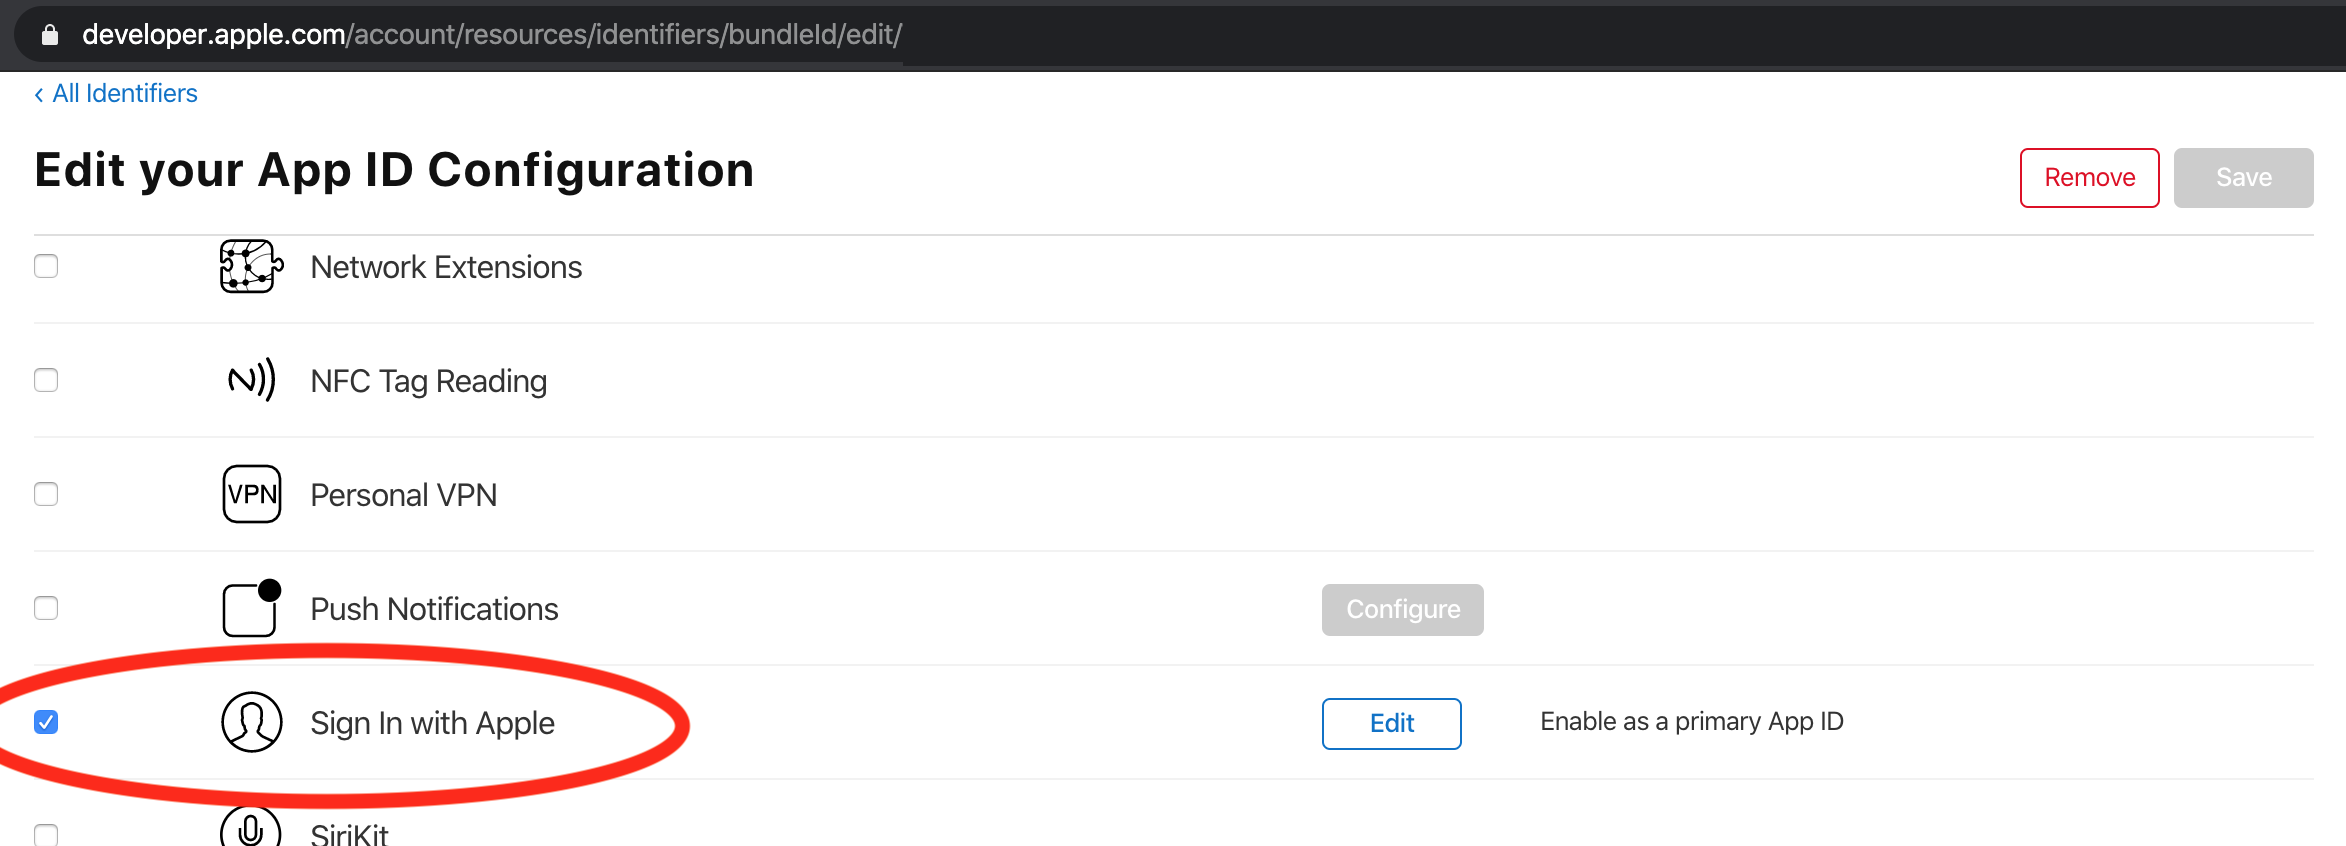 developer.apple.com/account/resources/identifiers/bundleId/edit/
‹ All Identifiers
Edit your App ID Configuration
Remove
Save
Network Extensions
NFC Tag Reading
VPN
Personal VPN
Push Notifications
Configure
Sign In with Apple
Edit
Enable as a primary App ID
SiriKit